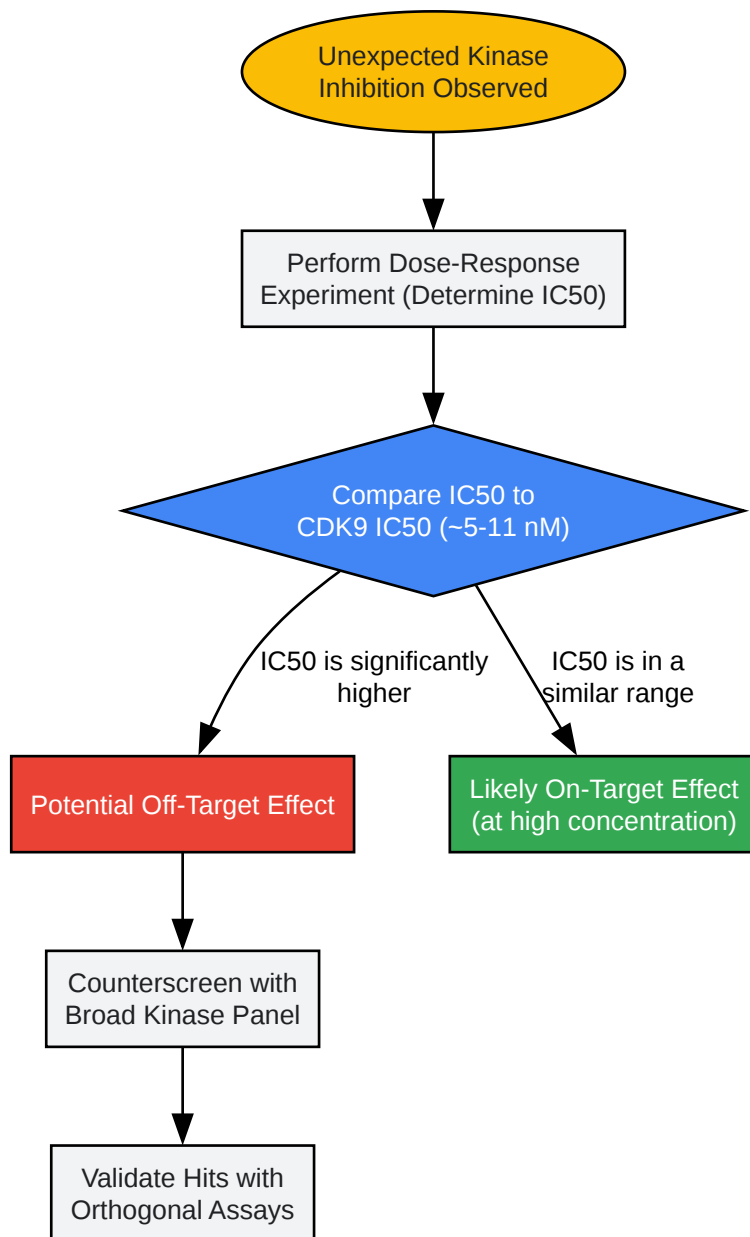 Unexpected Kinase
Inhibition Observed
Perform Dose-Response
Experiment (Determine IC50)
Compare IC50 to
CDK9 IC50 (~5-11 nM)
IC50 is significantly
higher
IC50 is in a
similar range
Potential Off-Target Effect
Likely On-Target Effect
(at high concentration)
Counterscreen with
Broad Kinase Panel
Validate Hits with
Orthogonal Assays